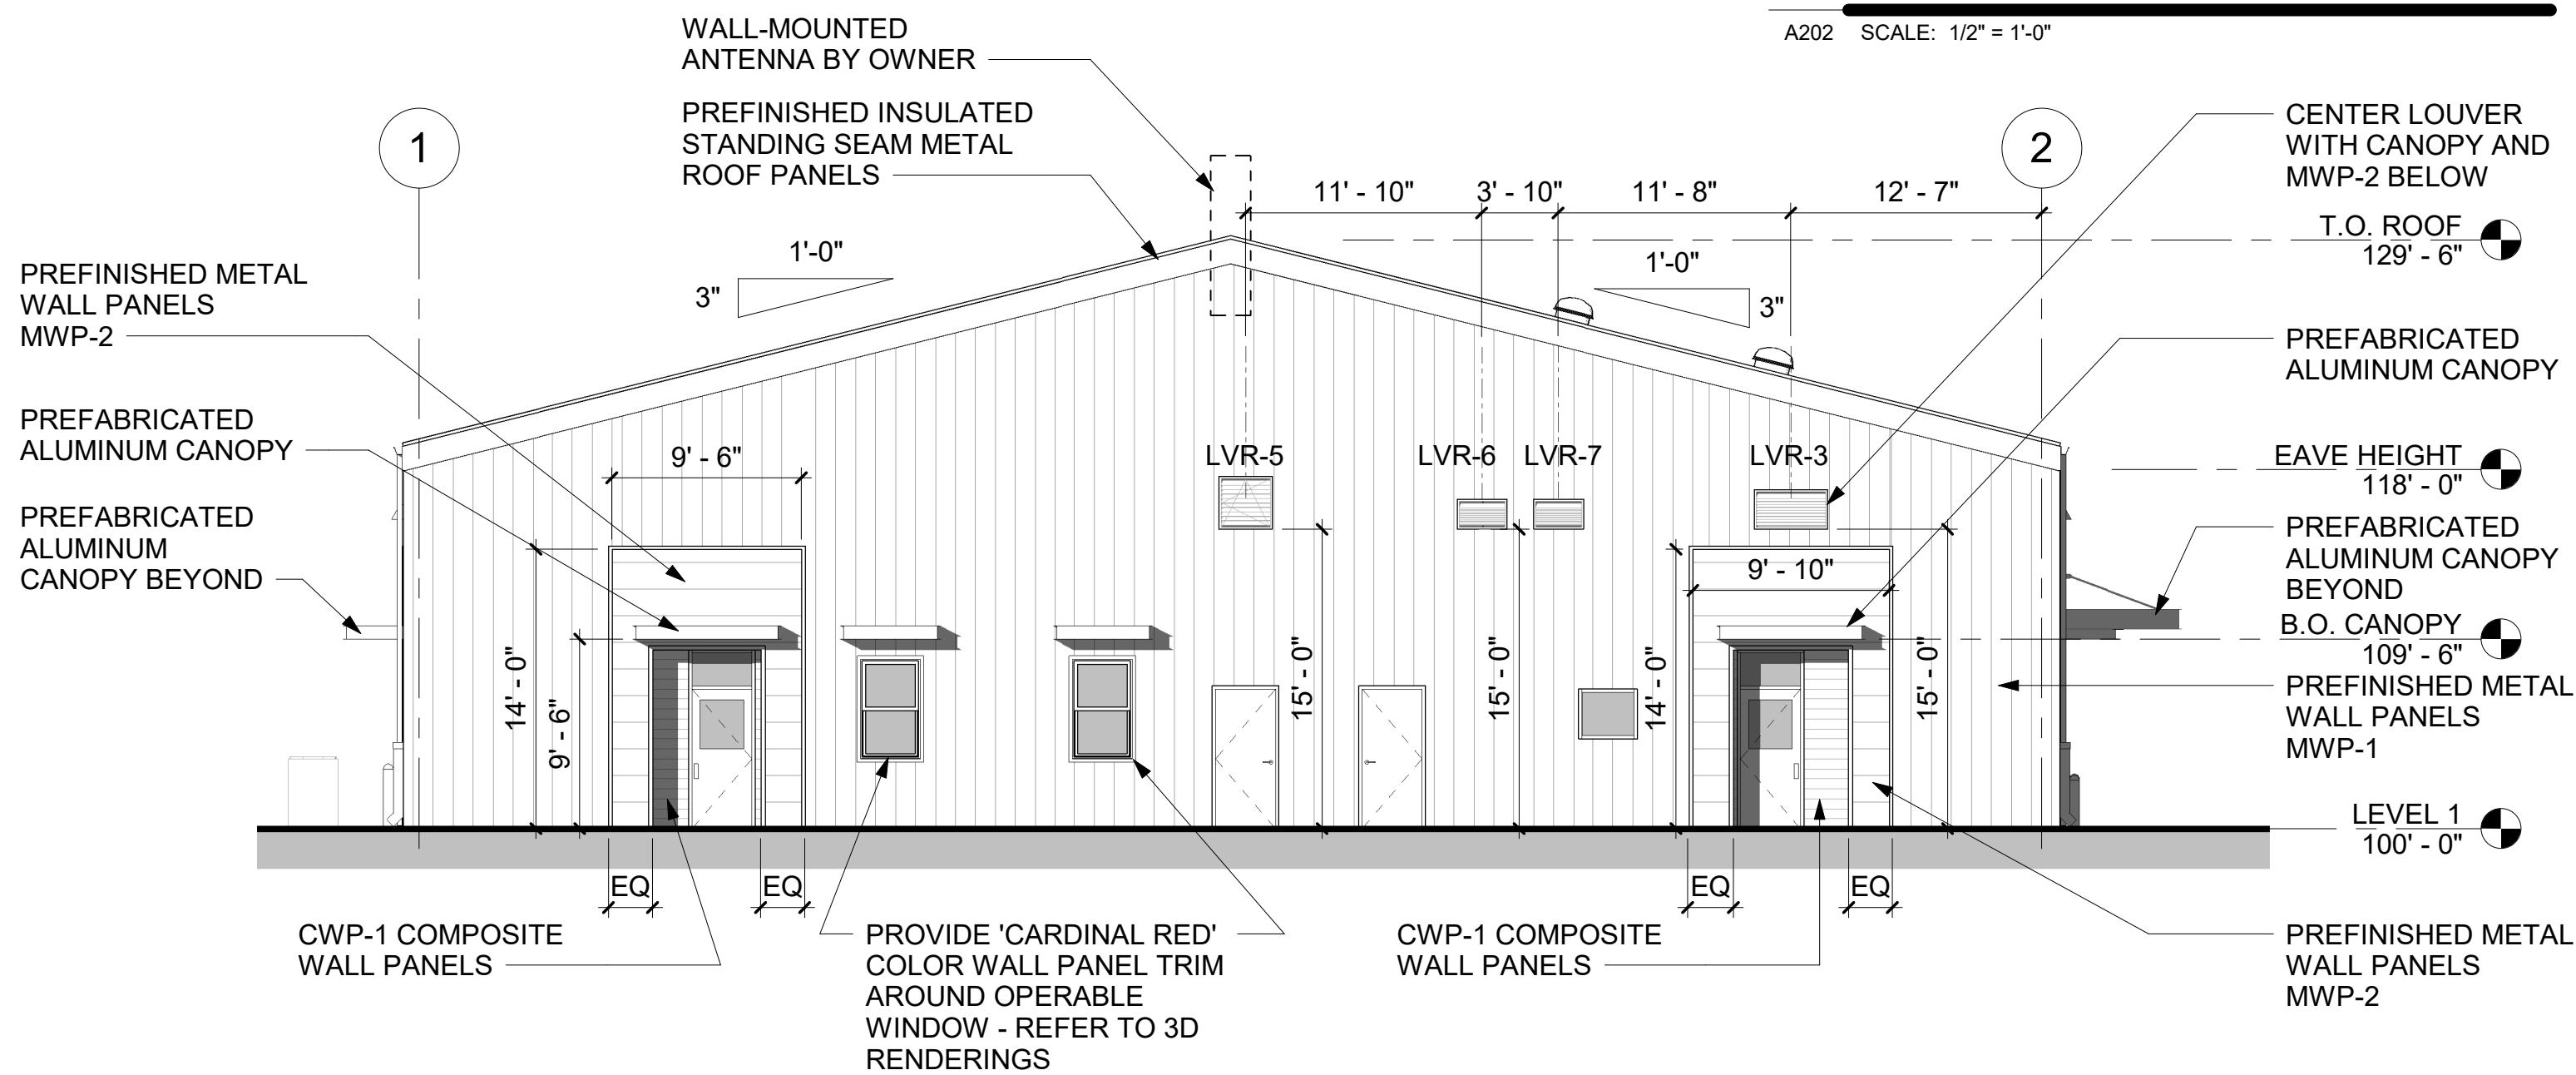 A202 SCALE: 1/2" = 1'-0"
WALL-MOUNTED
ANTENNA BY OWNER
PREFINISHED INSULATED
STANDING SEAM METAL
ROOF PANELS
1
2
CENTER LOUVER
WITH CANOPY AND
MWP-2 BELOW
11' - 10"
3' - 10"
11' - 8"
12' - 7"
T.O. ROOF
129' - 6"
1'-0"
3"
1'-0"
3"
PREFINISHED METAL
WALL PANELS
MWP-2
PREFABRICATED
ALUMINUM CANOPY
PREFABRICATED
ALUMINUM CANOPY
PREFABRICATED
ALUMINUM
CANOPY BEYOND
9' - 6"
LVR-5
LVR-6
LVR-7
LVR-3
EAVE HEIGHT
118' - 0"
PREFABRICATED
ALUMINUM CANOPY
BEYOND
9' - 10"
B.O. CANOPY
109' - 6"
14' - 0"
9' - 6"
15' - 0"
15' - 0"
14' - 0"
15' - 0"
PREFINISHED METAL
WALL PANELS
MWP-1
LEVEL 1
100' - 0"
EQ
EQ
EQ
EQ
CWP-1 COMPOSITE
WALL PANELS
PROVIDE 'CARDINAL RED'
COLOR WALL PANEL TRIM
AROUND OPERABLE
WINDOW - REFER TO 3D
RENDERINGS
CWP-1 COMPOSITE
WALL PANELS
PREFINISHED METAL
WALL PANELS
MWP-2